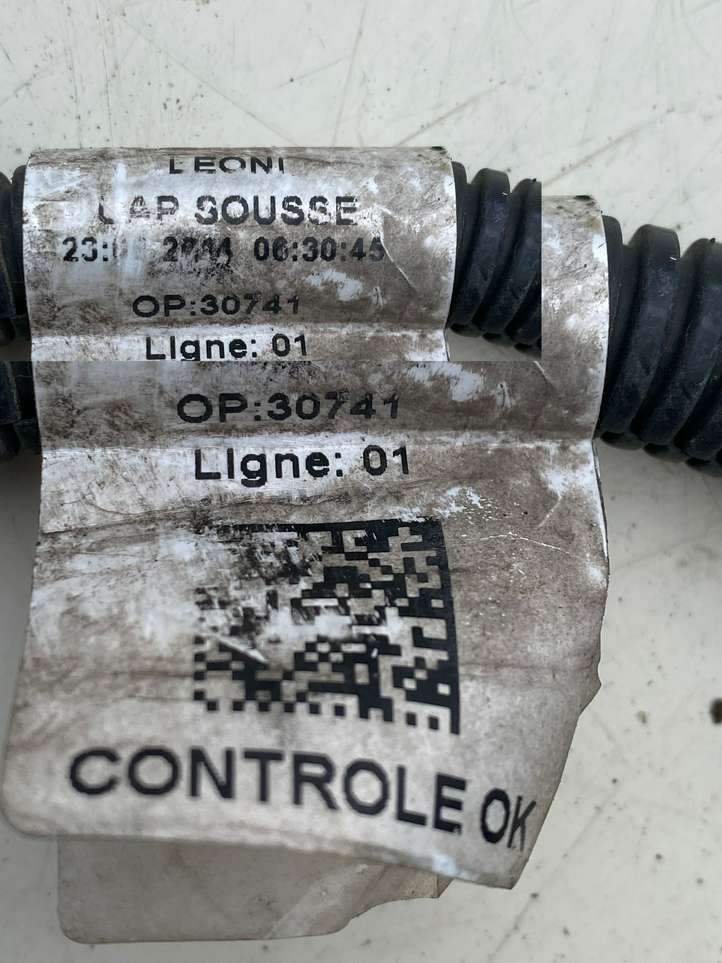 LEONI
SOUSSE
06:30:45
OP:30741
LIgne: 01
OP:30741
LIgne: 01
CONTROLE OK